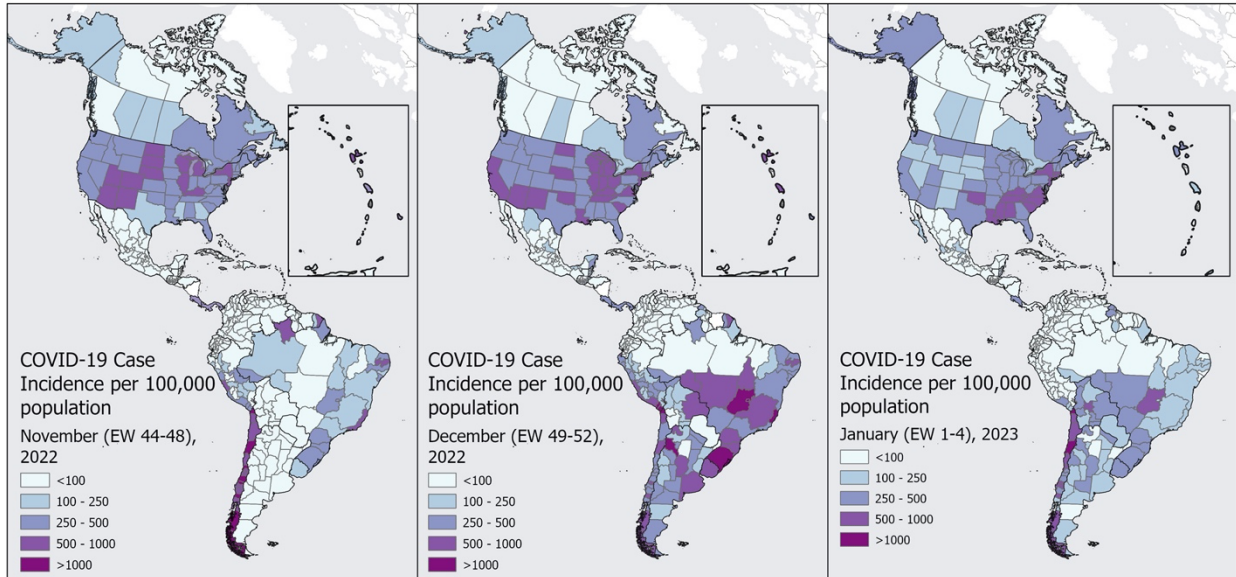 COVID-19 Case
Incidence per 100,000
population
November (EW 44-48),
2022
<100
100 - 250
250 - 500
500 - 1000
>1000
COVID-19 Case
Incidence per 100,000
population
December (EW 49-52),
2022
<100
100 - 250
250 - 500
500 - 1000
>1000
COVID-19 Case
Incidence per 100,000
population
January (EW 1-4), 2023
<100
100 - 250
250 - 500
500 - 1000
>1000